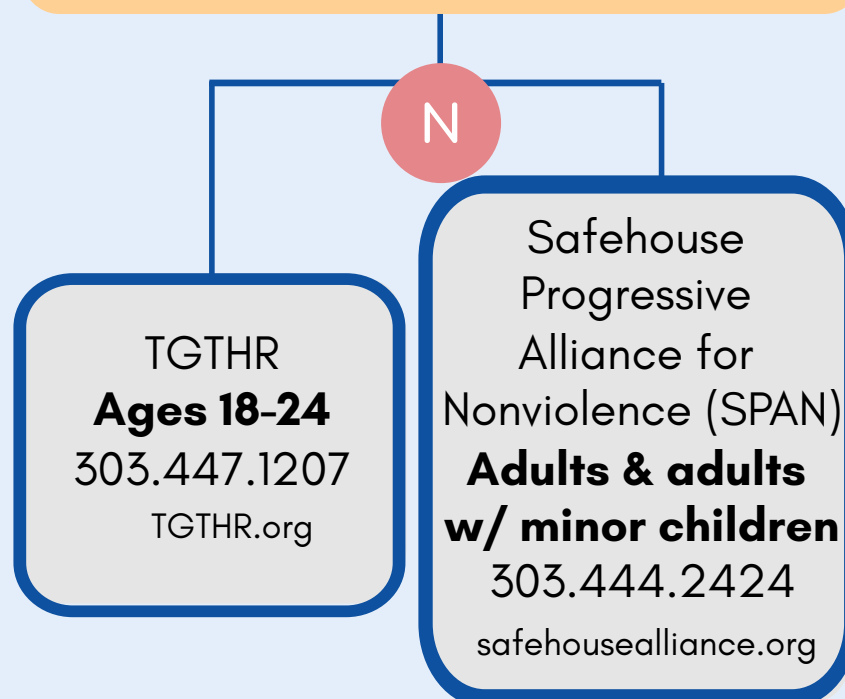 N
TGTHR
Ages 18-24
303.447.1207
TGTHR.org
Safehouse
Progressive
Alliance for
Nonviolence (SPAN)
Adults & adults
w/ minor children
303.444.2424
safehousealliance.org